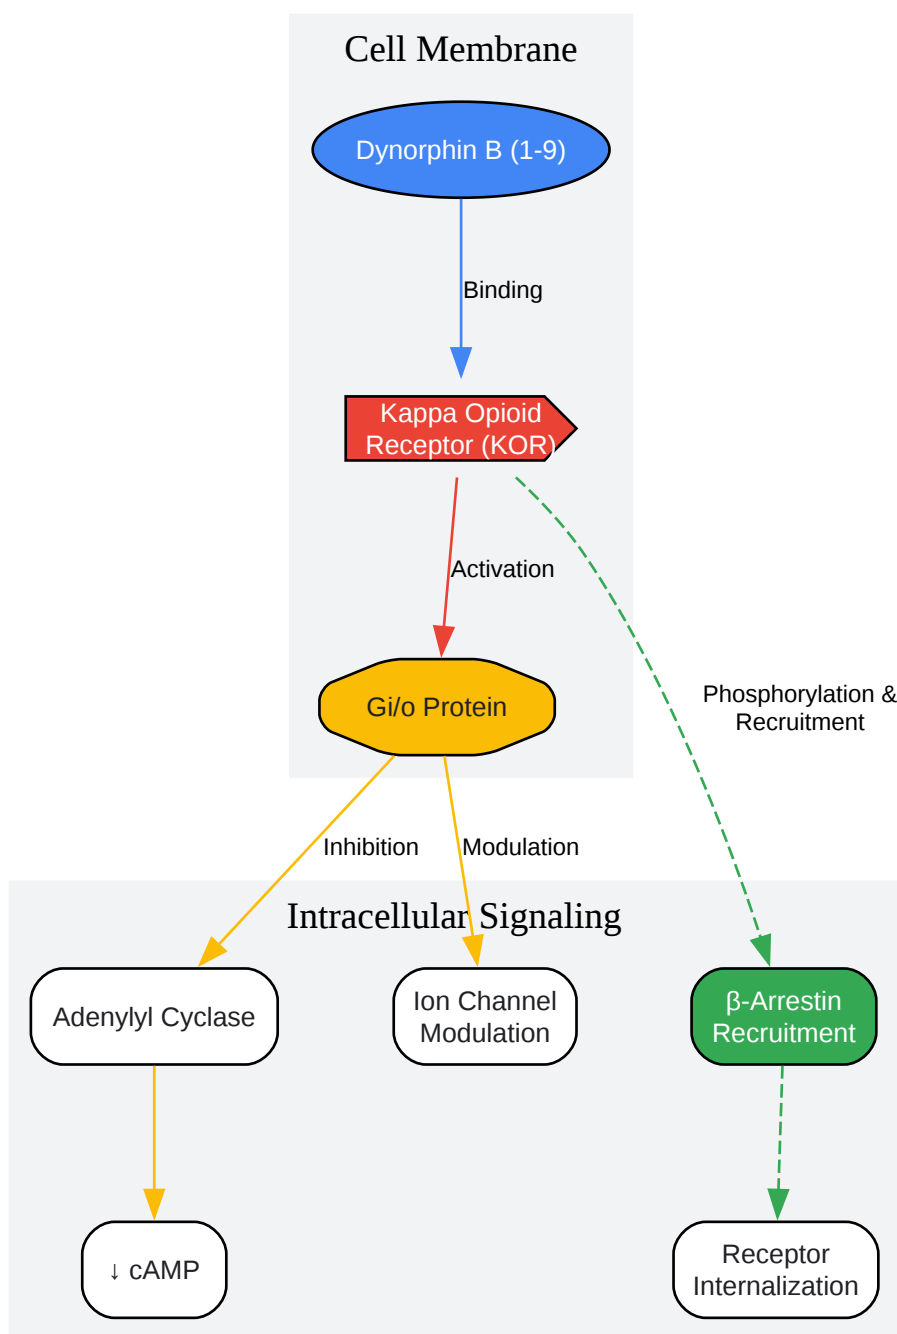 Cell Membrane
Dynorphin B (1-9)
Binding
Kappa Opioid
Receptor (KOR)
Activation
Gi/o Protein
Phosphorylation &
Recruitment
Inhibition
Modulation
Intracellular Signaling
Adenylyl Cyclase
Ion Channel
Modulation
β-Arrestin
Recruitment
↓ cAMP
Receptor
Internalization